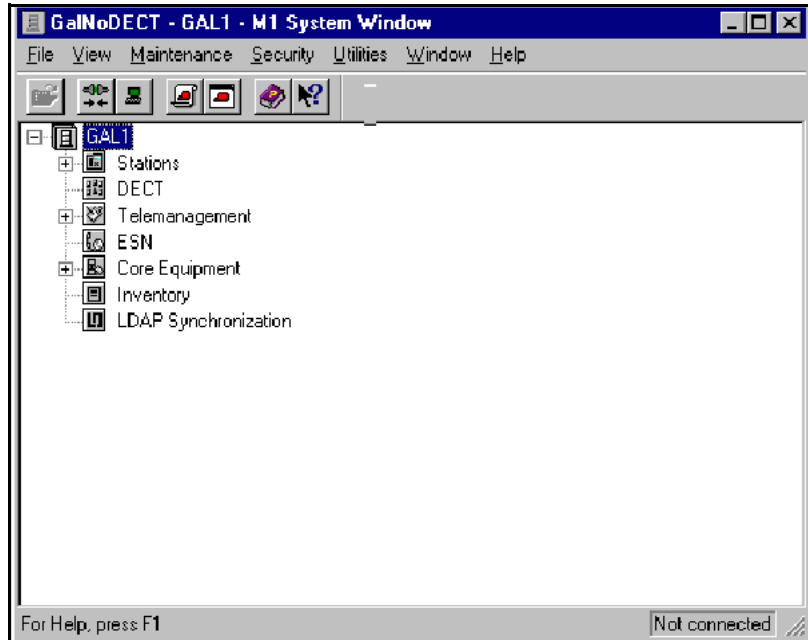 GalNoDECT - GAL1 - M1 System Window
File View Maintenance Security Utilities Window Help
GAL1
Stations
DECT
Telemanagement
ESN
Core Equipment
Inventory
LDAP Synchronization
For Help, press F1 Not connected